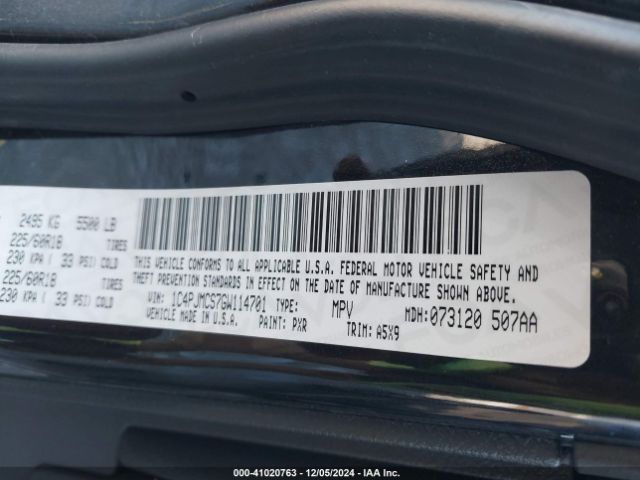 2495 KG 5500 LB
225/60R18 TIRES
230 KPA ( 33 PSI) COLD
225/60R18 TIRES
230 KPA ( 33 PSI) COLD
THIS VEHICLE CONFORMS TO ALL APPLICABLE U.S.A. FEDERAL MOTOR VEHICLE SAFETY AND
THEFT PREVENTION STANDARDS IN EFFECT ON THE DATE OF MANUFACTURE SHOWN ABOVE.
VIN: 1C4PJMCS7GW114701 TYPE: MPV MDH: 073120 507AA
VEHICLE MADE IN U.S.A. PAINT: PXR TRIM: A5X9
000-41020763 - 12/05/2024 - IAA Inc.